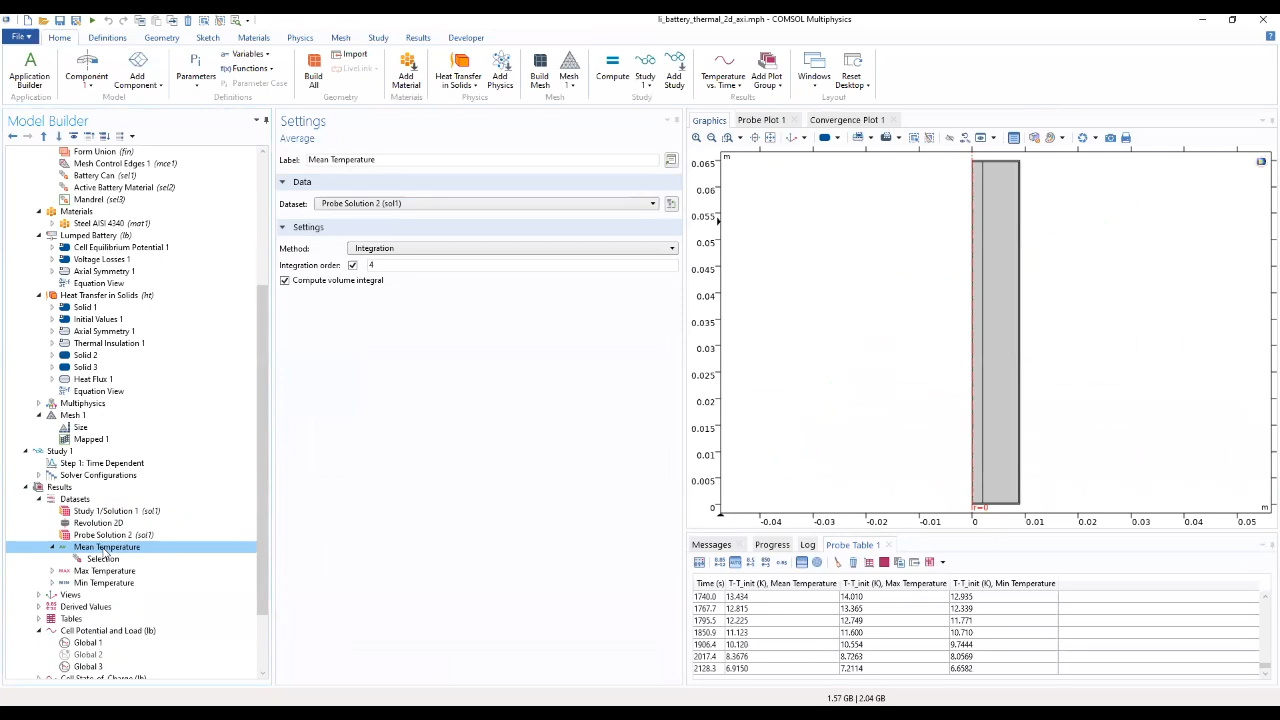 li_battery_thermal_2d_axi.mph - COMSOL Multiphysics
File Home Definitions Geometry Sketch Materials Physics Mesh Study Results Developer
Application Builder
Application
Component 1
Add Component
Model
Parameters
Variables
Functions
Parameter Case
Definitions
Build All
Import
LiveLink
Geometry
Add Material
Materials
Heat Transfer in Solids
Add Physics
Physics
Build Mesh
Mesh 1
Mesh
Compute
Study 1
Add Study
Study
Temperature vs. Time
Add Plot Group
Results
Windows
Reset Desktop
Layout
Model Builder
Form Union (fin)
Mesh Control Edges 1 (mce1)
Battery Can (sel1)
Active Battery Material (sel2)
Mandrel (sel3)
Materials
Steel AISI 4340 (mat1)
Lumped Battery (lb)
Cell Equilibrium Potential 1
Voltage Losses 1
Axial Symmetry 1
Equation View
Heat Transfer in Solids (ht)
Solid 1
Initial Values 1
Axial Symmetry 1
Thermal Insulation 1
Solid 2
Solid 3
Heat Flux 1
Equation View
Multiphysics
Mesh 1
Size
Mapped 1
Study 1
Step 1: Time Dependent
Solver Configurations
Results
Datasets
Study 1/Solution 1 (sol1)
Revolution 2D
Probe Solution 2 (sol1)
Mean Temperature
Selection
Max Temperature
Min Temperature
Views
Derived Values
Tables
Cell Potential and Load (lb)
Global 1
Global 2
Global 3
Cell State-of-Charge (lb)
Settings
Average
Label: Mean Temperature
Data
Dataset: Probe Solution 2 (sol1)
Settings
Method: Integration
Integration order: 4
Compute volume integral
Graphics Probe Plot 1 Convergence Plot 1
m
0.065
0.06
0.055
0.05
0.045
0.04
0.035
0.03
0.025
0.02
0.015
0.01
0.005
0
r=0
m
-0.04 -0.03 -0.02 -0.01 0 0.01 0.02 0.03 0.04 0.05
Messages Progress Log Probe Table 1
Time (s) T-T_init (K), Mean Temperature T-T_init (K), Max Temperature T-T_init (K), Min Temperature
1740.0 13.434 14.010 12.935
1767.7 12.815 13.365 12.339
1795.5 12.225 12.749 11.771
1850.9 11.123 11.600 10.710
1906.4 10.120 10.554 9.7444
2017.4 8.3676 8.7263 8.0569
2128.3 6.9150 7.2114 6.6582
1.57 GB | 2.04 GB